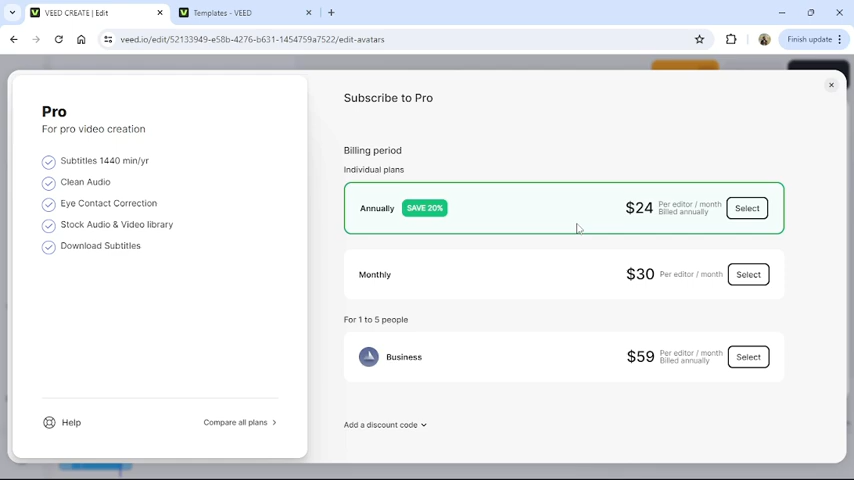 VEED CREATE | Edit
Templates - VEED
veed.io/edit/52133949-e58b-4276-b631-1454759a7522/edit-avatars
Finish update
Pro
For pro video creation
Subtitles 1440 min/yr
Clean Audio
Eye Contact Correction
Stock Audio & Video library
Download Subtitles
Help
Compare all plans
Subscribe to Pro
Billing period
Individual plans
Annually
SAVE 20%
$24
Per editor / month
Billed annually
Select
Monthly
$30
Per editor / month
Select
For 1 to 5 people
Business
$59
Per editor / month
Billed annually
Select
Add a discount code